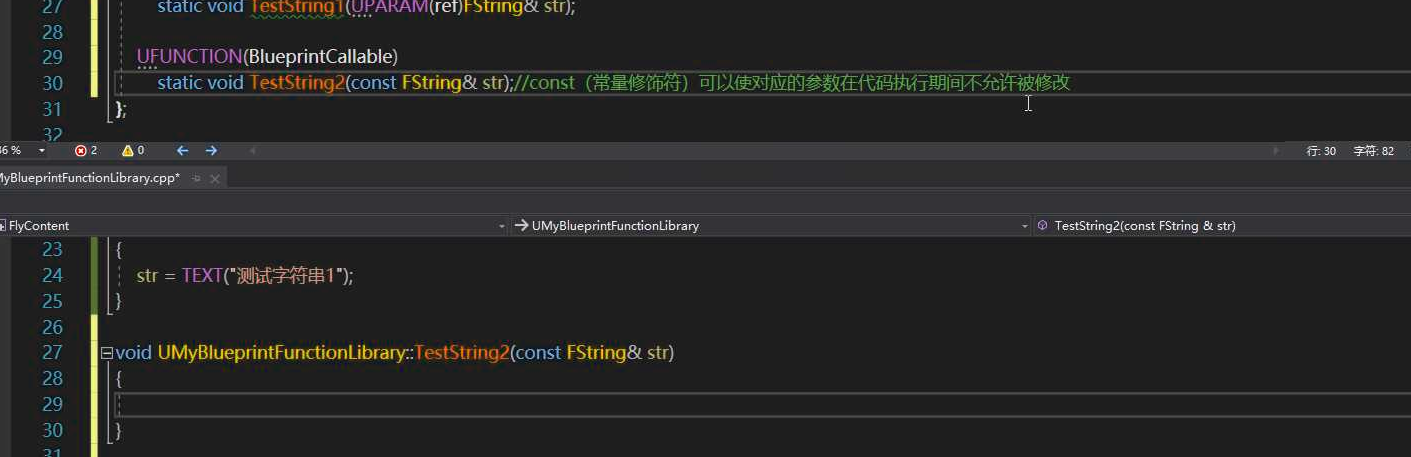 27 static void TestString1(UPARAM(ref)FString& str);
28
29 UFUNCTION(BlueprintCallable)
30 static void TestString2(const FString& str);//const（常量修饰符）可以使对应的参数在代码执行期间不允许被修改
31 };
32
36 % 2 0 行: 30 字符: 82
MyBlueprintFunctionLibrary.cpp*
FlyContent UMyBlueprintFunctionLibrary TestString2(const FString & str)
23 {
24 str = TEXT("测试字符串1");
25 }
26
27 void UMyBlueprintFunctionLibrary::TestString2(const FString& str)
28 {
29
30 }
31